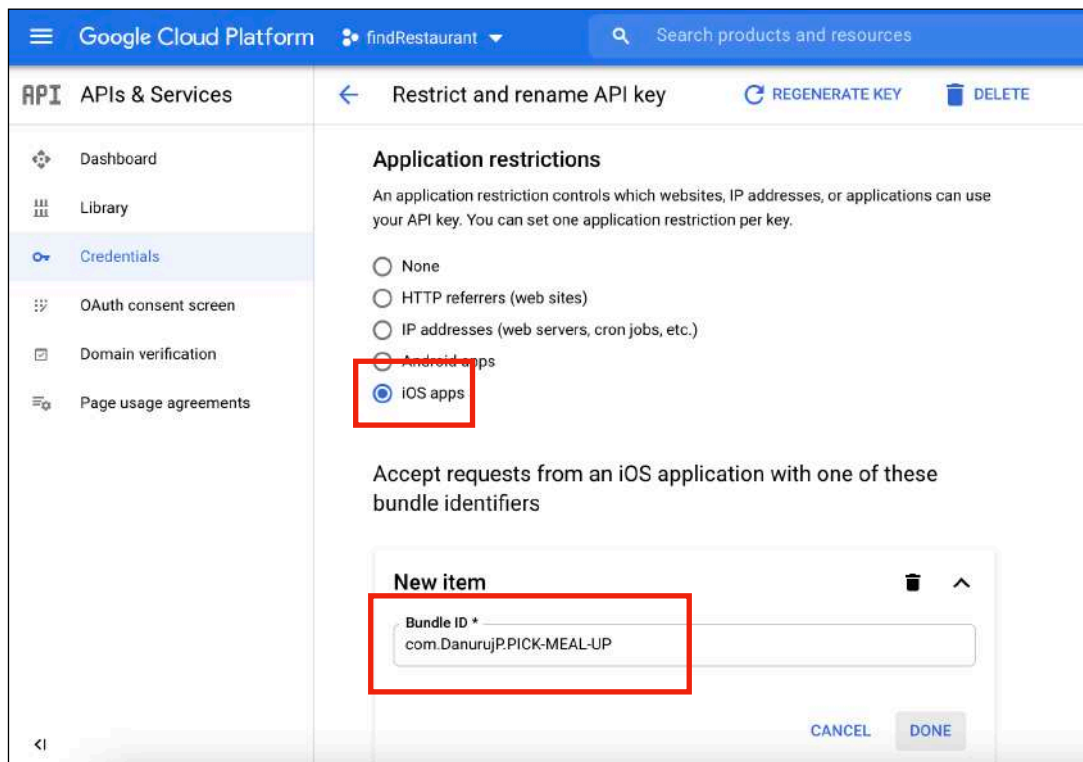 Google Cloud Platform findRestaurant Search products and resources
API APIs & Services
Restrict and rename API key REGENERATE KEY DELETE
Dashboard
Library
Credentials
OAuth consent screen
Domain verification
Page usage agreements
Application restrictions
An application restriction controls which websites, IP addresses, or applications can use
your API key. You can set one application restriction per key.
None
HTTP referrers (web sites)
IP addresses (web servers, cron jobs, etc.)
Android apps
iOS apps
Accept requests from an iOS application with one of these
bundle identifiers
New item
Bundle ID *
com.DanurujP.PICK-MEAL-UP
CANCEL DONE